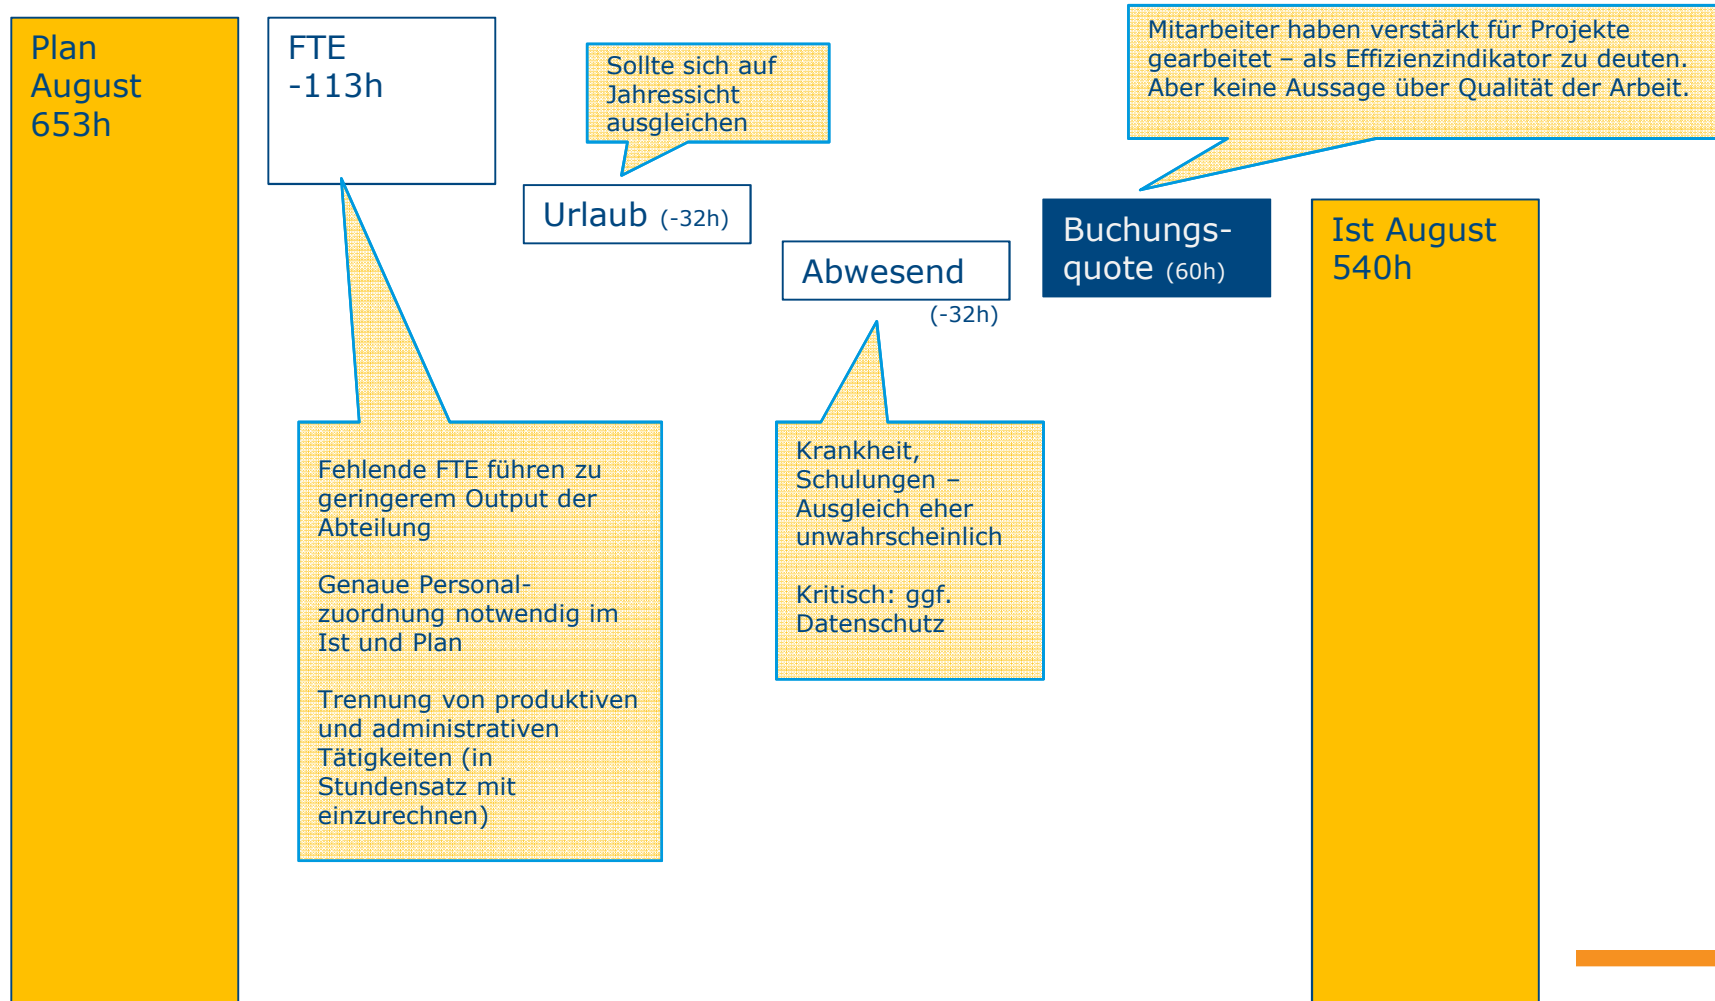 Plan
August
653h
FTE
-113h
Sollte sich auf
Jahressicht
ausgleichen
Mitarbeiter haben verstärkt für Projekte
gearbeitet – als Effizienzindikator zu deuten.
Aber keine Aussage über Qualität der Arbeit.
Urlaub (-32h)
Abwesend
(-32h)
Buchungs-
quote (60h)
Ist August
540h
Fehlende FTE führen zu
geringerem Output der
Abteilung
Genaue Personal-
zuordnung notwendig im
Ist und Plan
Trennung von produktiven
und administrativen
Tätigkeiten (in
Stundensatz mit
einzurechnen)
Krankheit,
Schulungen –
Ausgleich eher
unwahrscheinlich
Kritisch: ggf.
Datenschutz